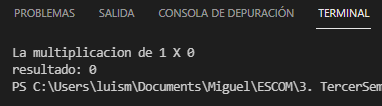 PROBLEMAS SALIDA CONSOLA DE DEPURACIÓN TERMINAL
La multiplicacion de 1 X 0
resultado: 0
PS C:\Users\luism\Documents\Miguel\ESCOM\3. TercerSem